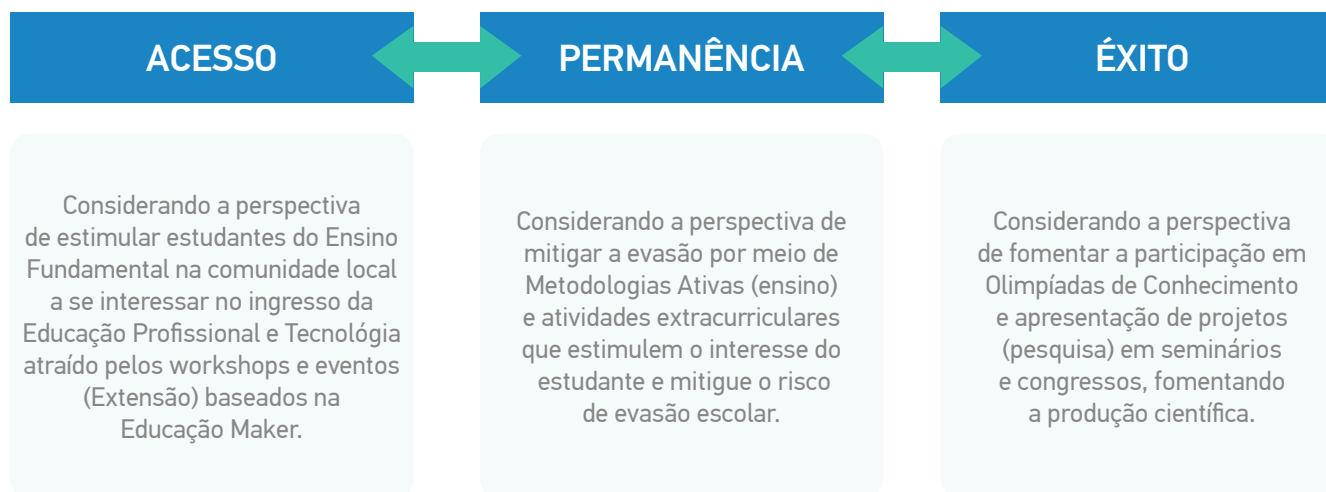 ACESSO
Considerando a perspectiva
de estimular estudantes do Ensino
Fundamental na comunidade local
a se interessar no ingresso da
Educação Profissional e Tecnológia
atraído pelos workshops e eventos
(Extensão) baseados na
Educação Maker.
PERMANÊNCIA
Considerando a perspectiva de
mitigar a evasão por meio de
Metodologias Ativas (ensino)
e atividades extracurriculares
que estimulem o interesse do
estudante e mitigue o risco
de evasão escolar.
ÉXITO
Considerando a perspectiva
de fomentar a participação em
Olimpíadas de Conhecimento
e apresentação de projetos
(pesquisa) em seminários
e congressos, fomentando
a produção científica.